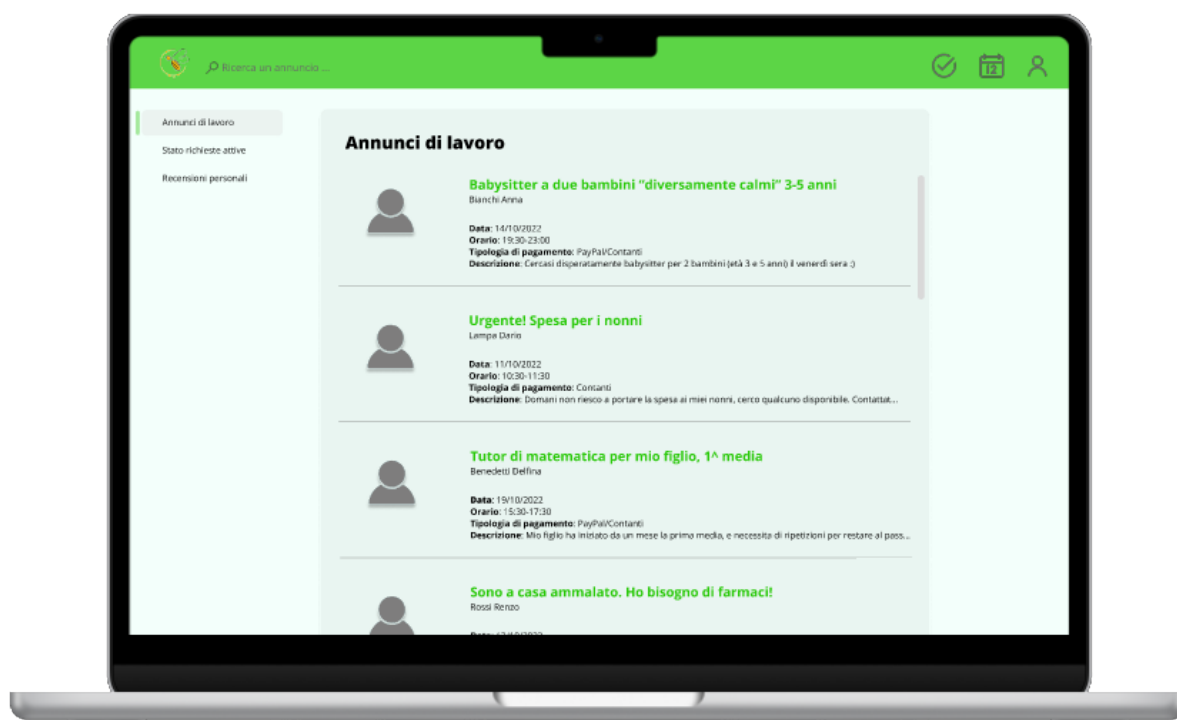 Ricerca un annuncio ...
12
Annunci di lavoro
Stato richieste attive
Recensioni personali
Annunci di lavoro
Babysitter a due bambini “diversamente calmi” 3-5 anni
Bianchi Anna
Data: 14/10/2022
Orario: 19:30-23:00
Tipologia di pagamento: PayPal/Contanti
Descrizione: Cercasi disperatamente babysitter per 2 bambini (età 3 e 5 anni) il venerdì sera :)
Urgente! Spesa per i nonni
Lampa Dario
Data: 11/10/2022
Orario: 10:30-11:30
Tipologia di pagamento: Contanti
Descrizione: Domani non riesco a portare la spesa ai miei nonni, cerco qualcuno disponibile. Contattat...
Tutor di matematica per mio figlio, 1^ media
Benedetti Delfina
Data: 19/10/2022
Orario: 15:30-17:30
Tipologia di pagamento: PayPal/Contanti
Descrizione: Mio figlio ha iniziato da un mese la prima media, e necessita di ripetizioni per restare al pass...
Sono a casa ammalato. Ho bisogno di farmaci!
Rossi Renzo